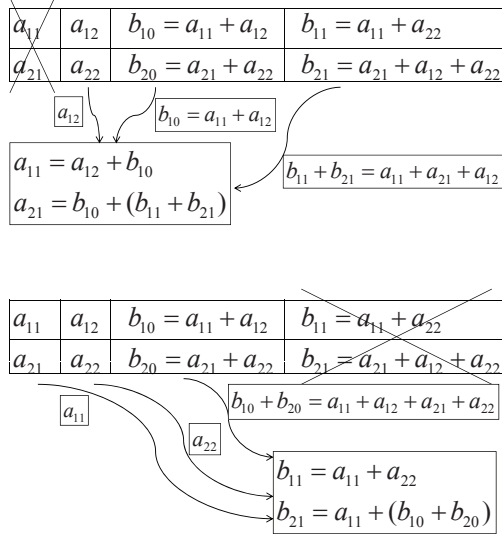 a₁₁ a₁₂ b₁₀ = a₁₁ + a₁₂ b₁₁ = a₁₁ + a₂₂
a₂₁ a₂₂ b₂₀ = a₂₁ + a₂₂ b₂₁ = a₂₁ + a₁₂ + a₂₂
a₁₂
b₁₀ = a₁₁ + a₁₂
a₁₁ = a₁₂ + b₁₀
a₂₁ = b₁₀ + (b₁₁ + b₂₁)
b₁₁ + b₂₁ = a₁₁ + a₂₁ + a₁₂
a₁₁ a₁₂ b₁₀ = a₁₁ + a₁₂ b₁₁ = a₁₁ + a₂₂
a₂₁ a₂₂ b₂₀ = a₂₁ + a₂₂ b₂₁ = a₂₁ + a₁₂ + a₂₂
a₁₁
b₁₀ + b₂₀ = a₁₁ + a₁₂ + a₂₁ + a₂₂
a₂₂
b₁₁ = a₁₁ + a₂₂
b₂₁ = a₁₁ + (b₁₀ + b₂₀)